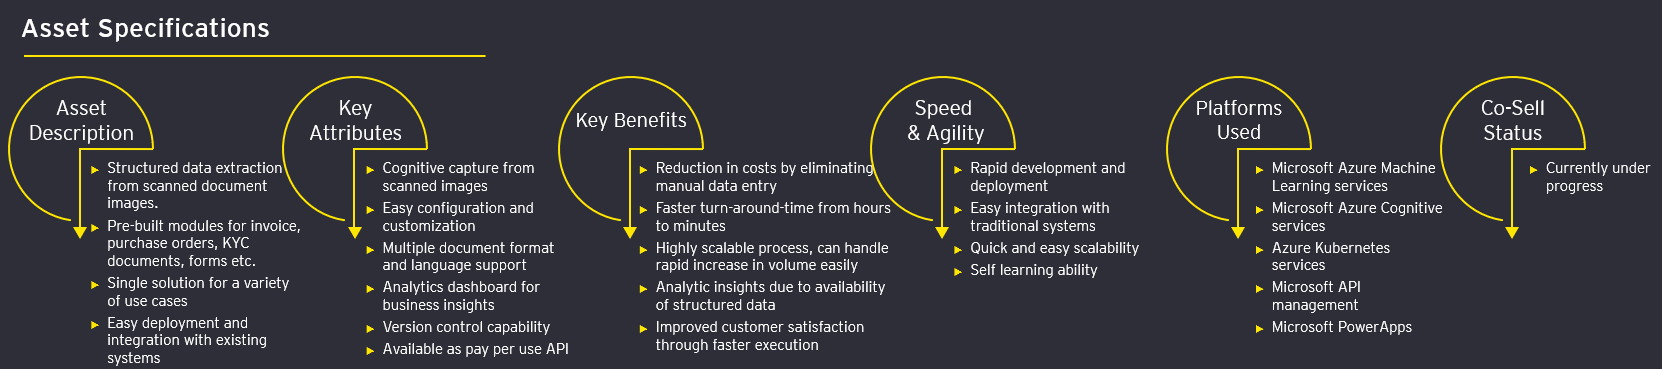 Asset Specifications
Asset
Description
Structured data extraction
from scanned document
images.
Pre-built modules for invoice,
purchase orders, KYC
documents, forms etc.
Single solution for a variety
of use cases
Easy deployment and
integration with existing
systems
Key
Attributes
Cognitive capture from
scanned images
Easy configuration and
customization
Multiple document format
and language support
Analytics dashboard for
business insights
Version control capability
Available as pay per use API
Key Benefits
Reduction in costs by eliminating
manual data entry
Faster turn-around-time from hours
to minutes
Highly scalable process, can handle
rapid increase in volume easily
Analytic insights due to availability
of structured data
Improved customer satisfaction
through faster execution
Speed
& Agility
Rapid development and
deployment
Easy integration with
traditional systems
Quick and easy scalability
Self learning ability
Platforms
Used
Microsoft Azure Machine
Learning services
Microsoft Azure Cognitive
services
Azure Kubernetes
services
Microsoft API
management
Microsoft PowerApps
Co-Sell
Status
Currently under
progress